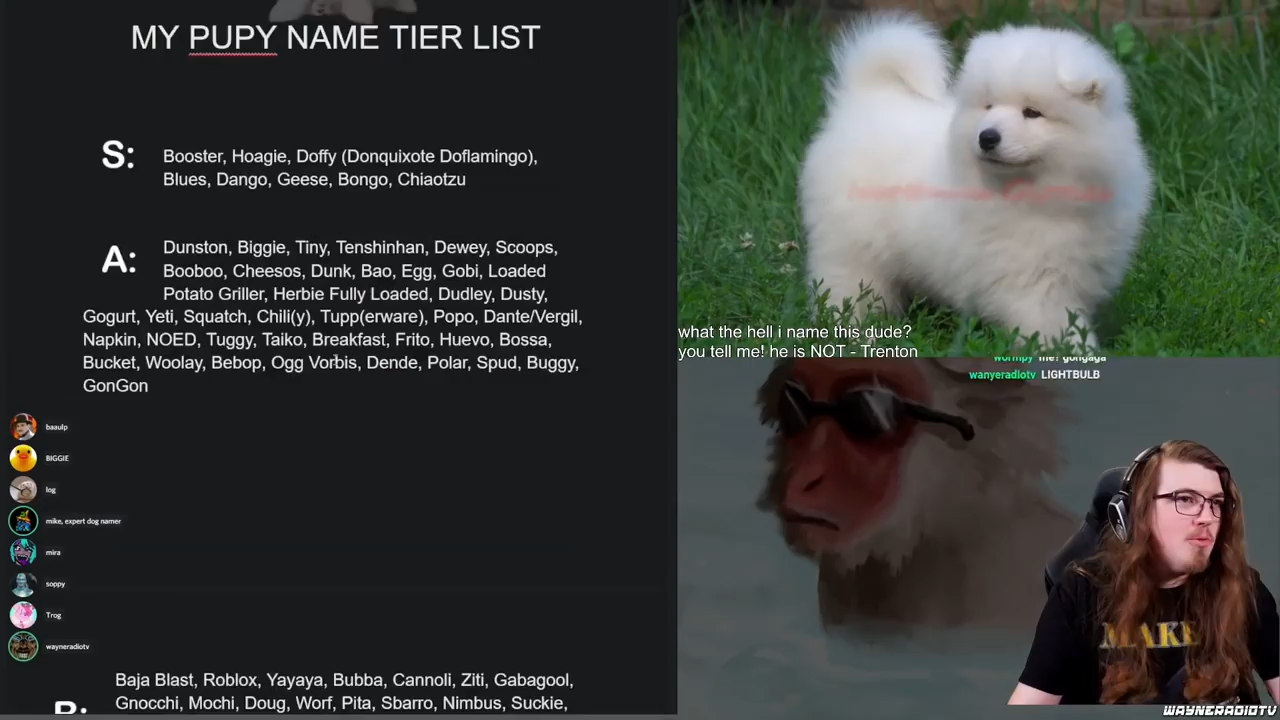 MY PUPY NAME TIER LIST
S:
Booster, Hoagie, Doffy (Donquixote Doflamingo),
Blues, Dango, Geese, Bongo, Chiaotzu
A:
Dunston, Biggie, Tiny, Tenshinhan, Dewey, Scoops,
Booboo, Cheesos, Dunk, Bao, Egg, Gobi, Loaded
Potato Griller, Herbie Fully Loaded, Dudley, Dusty,
Gogurt, Yeti, Squatch, Chili(y), Tupp(erware), Popo, Dante/Vergil,
Napkin, NOED, Tuggy, Taiko, Breakfast, Frito, Huevo, Bossa,
Bucket, Woolay, Bebop, Ogg Vorbis, Dende, Polar, Spud, Buggy,
GonGon
baaulp
BIGGIE
log
mike, expert dog namer
mira
soppy
Trog
wayneradiotv
B:
Baja Blast, Roblox, Yayaya, Bubba, Cannoli, Ziti, Gabagool,
Gnocchi, Mochi, Doug, Worf, Pita, Sbarro, Nimbus, Suckie,
what the hell i name this dude?
you tell me! he is NOT - Trenton
wormpy me? gongaga
wanyeradiotv LIGHTBULB
MAKE
WAYNERADIOTV